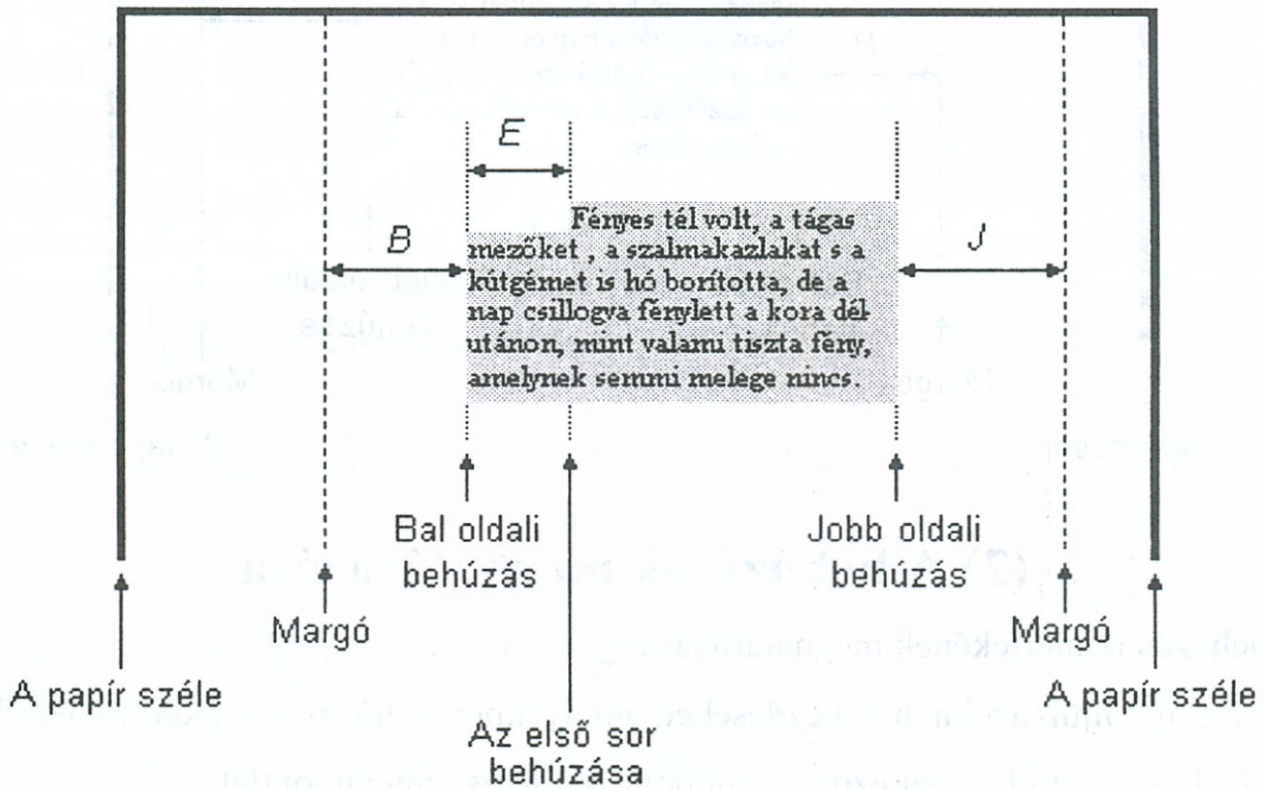 E
Fényes tél volt, a tágas
mezőket , a szalmakazlakat s a
kútgémet is hó borította, de a
nap csillogva fénylett a kora dél-
utánon, mint valami tiszta fény,
amelynek semmi melege nincs.
B
J
Bal oldali
behúzás
Jobb oldali
behúzás
Margó
Margó
A papír széle
A papír széle
Az első sor
behúzása